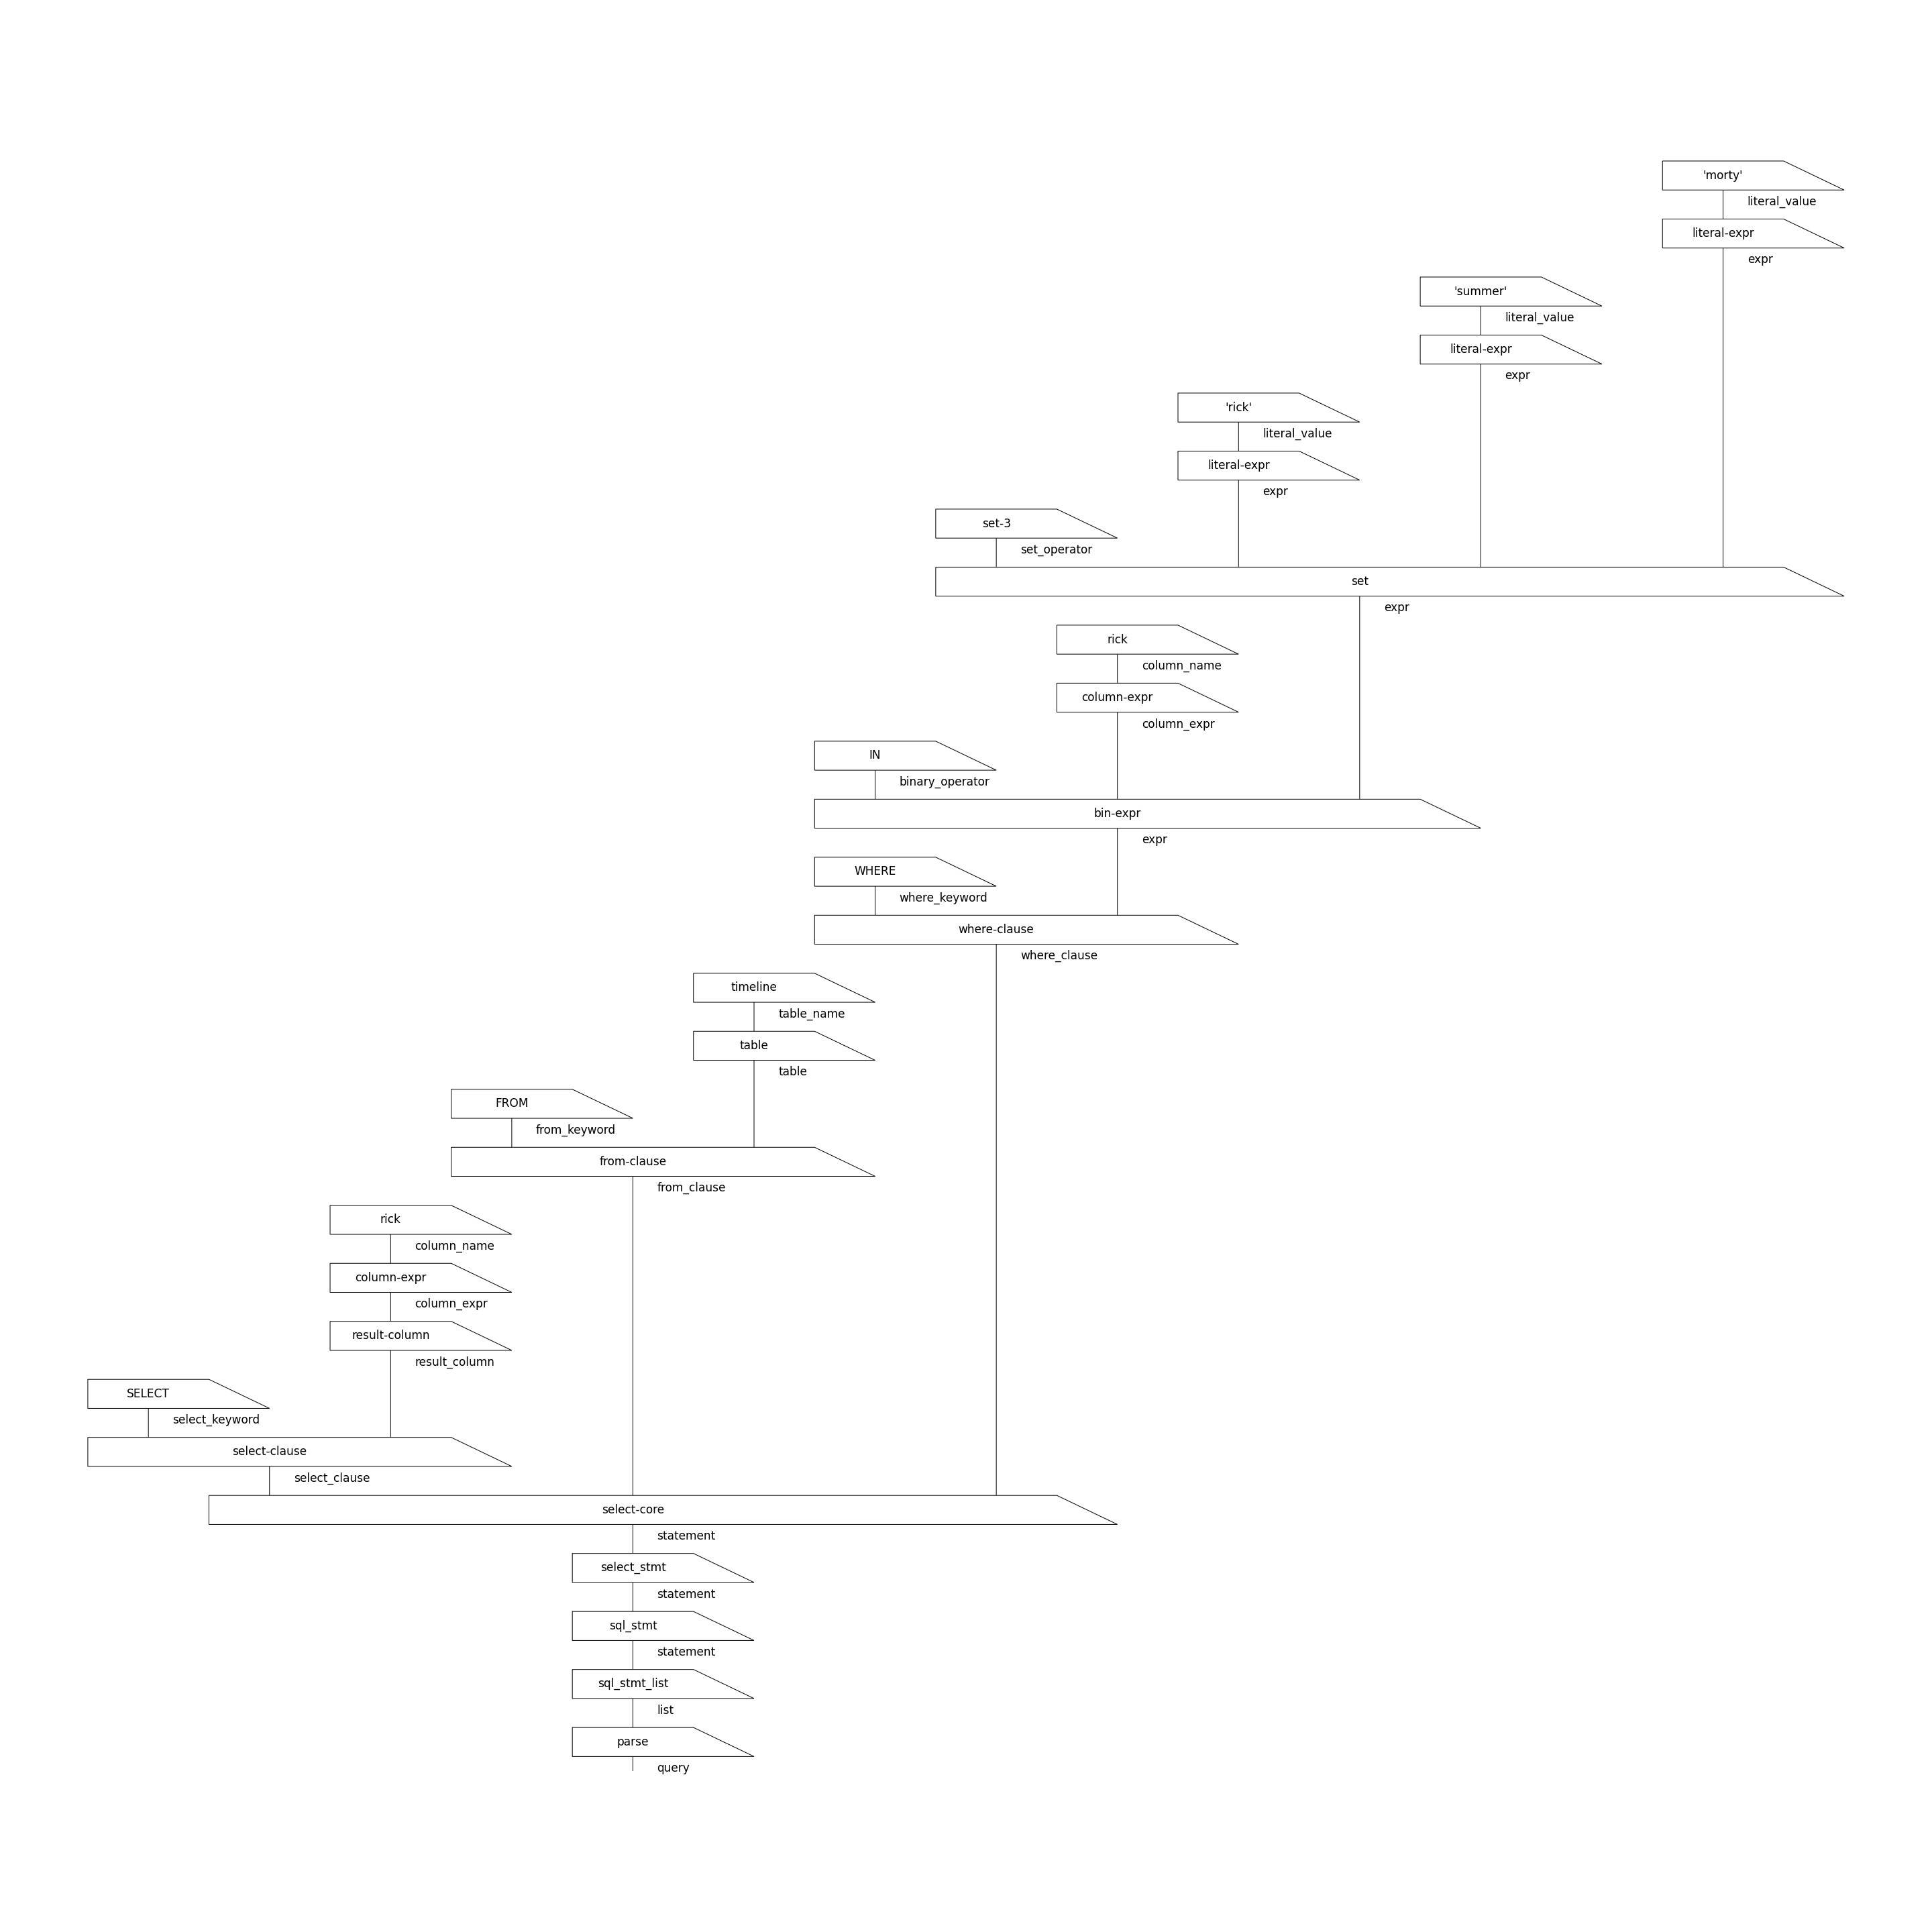 'morty'
literal_value
literal-expr
expr
'summer'
literal_value
literal-expr
expr
'rick'
literal_value
literal-expr
expr
set-3
set_operator
set
expr
rick
column_name
column-expr
column_expr
IN
binary_operator
bin-expr
expr
WHERE
where_keyword
where-clause
where_clause
timeline
table_name
table
table
FROM
from_keyword
from-clause
from_clause
rick
column_name
column-expr
column_expr
result-column
result_column
SELECT
select_keyword
select-clause
select_clause
select-core
statement
select_stmt
statement
sql_stmt
statement
sql_stmt_list
list
parse
query